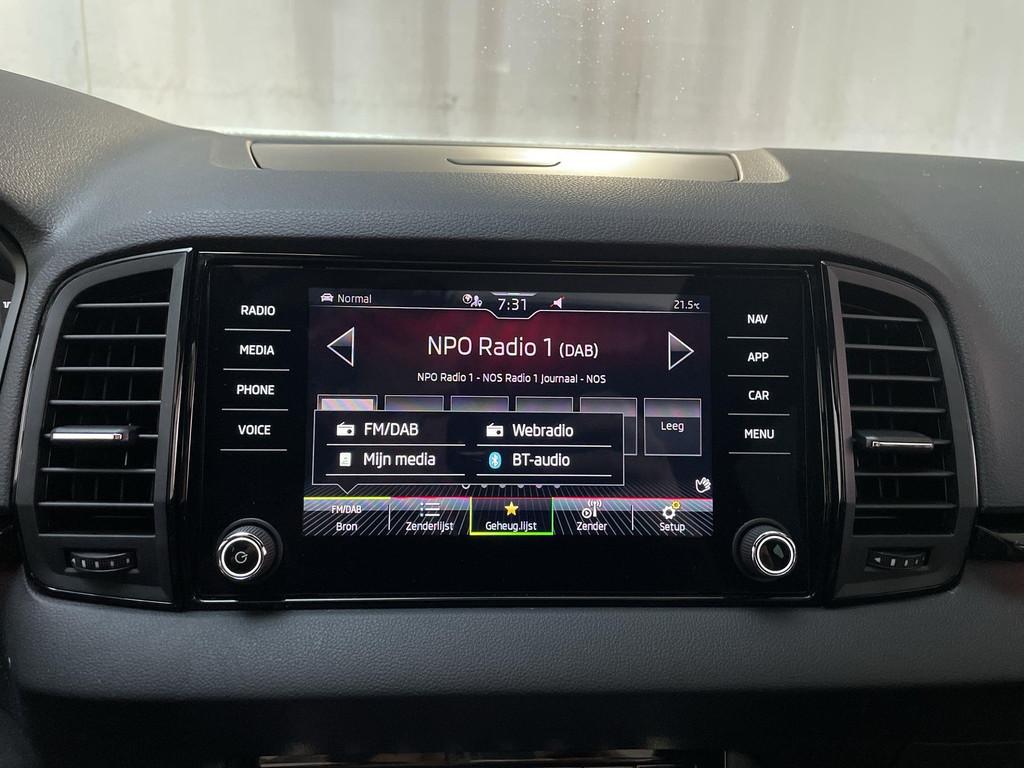 RADIO
MEDIA
PHONE
VOICE
Normal
7:31
21.5°C
NPO Radio 1 (DAB)
NPO Radio 1 - NOS Radio 1 Journaal - NOS
Leeg
FM/DAB
Webradio
Mijn media
BT-audio
FM/DAB
Bron
Zenderlijst
Geheug.lijst
Zender
Setup
NAV
APP
CAR
MENU